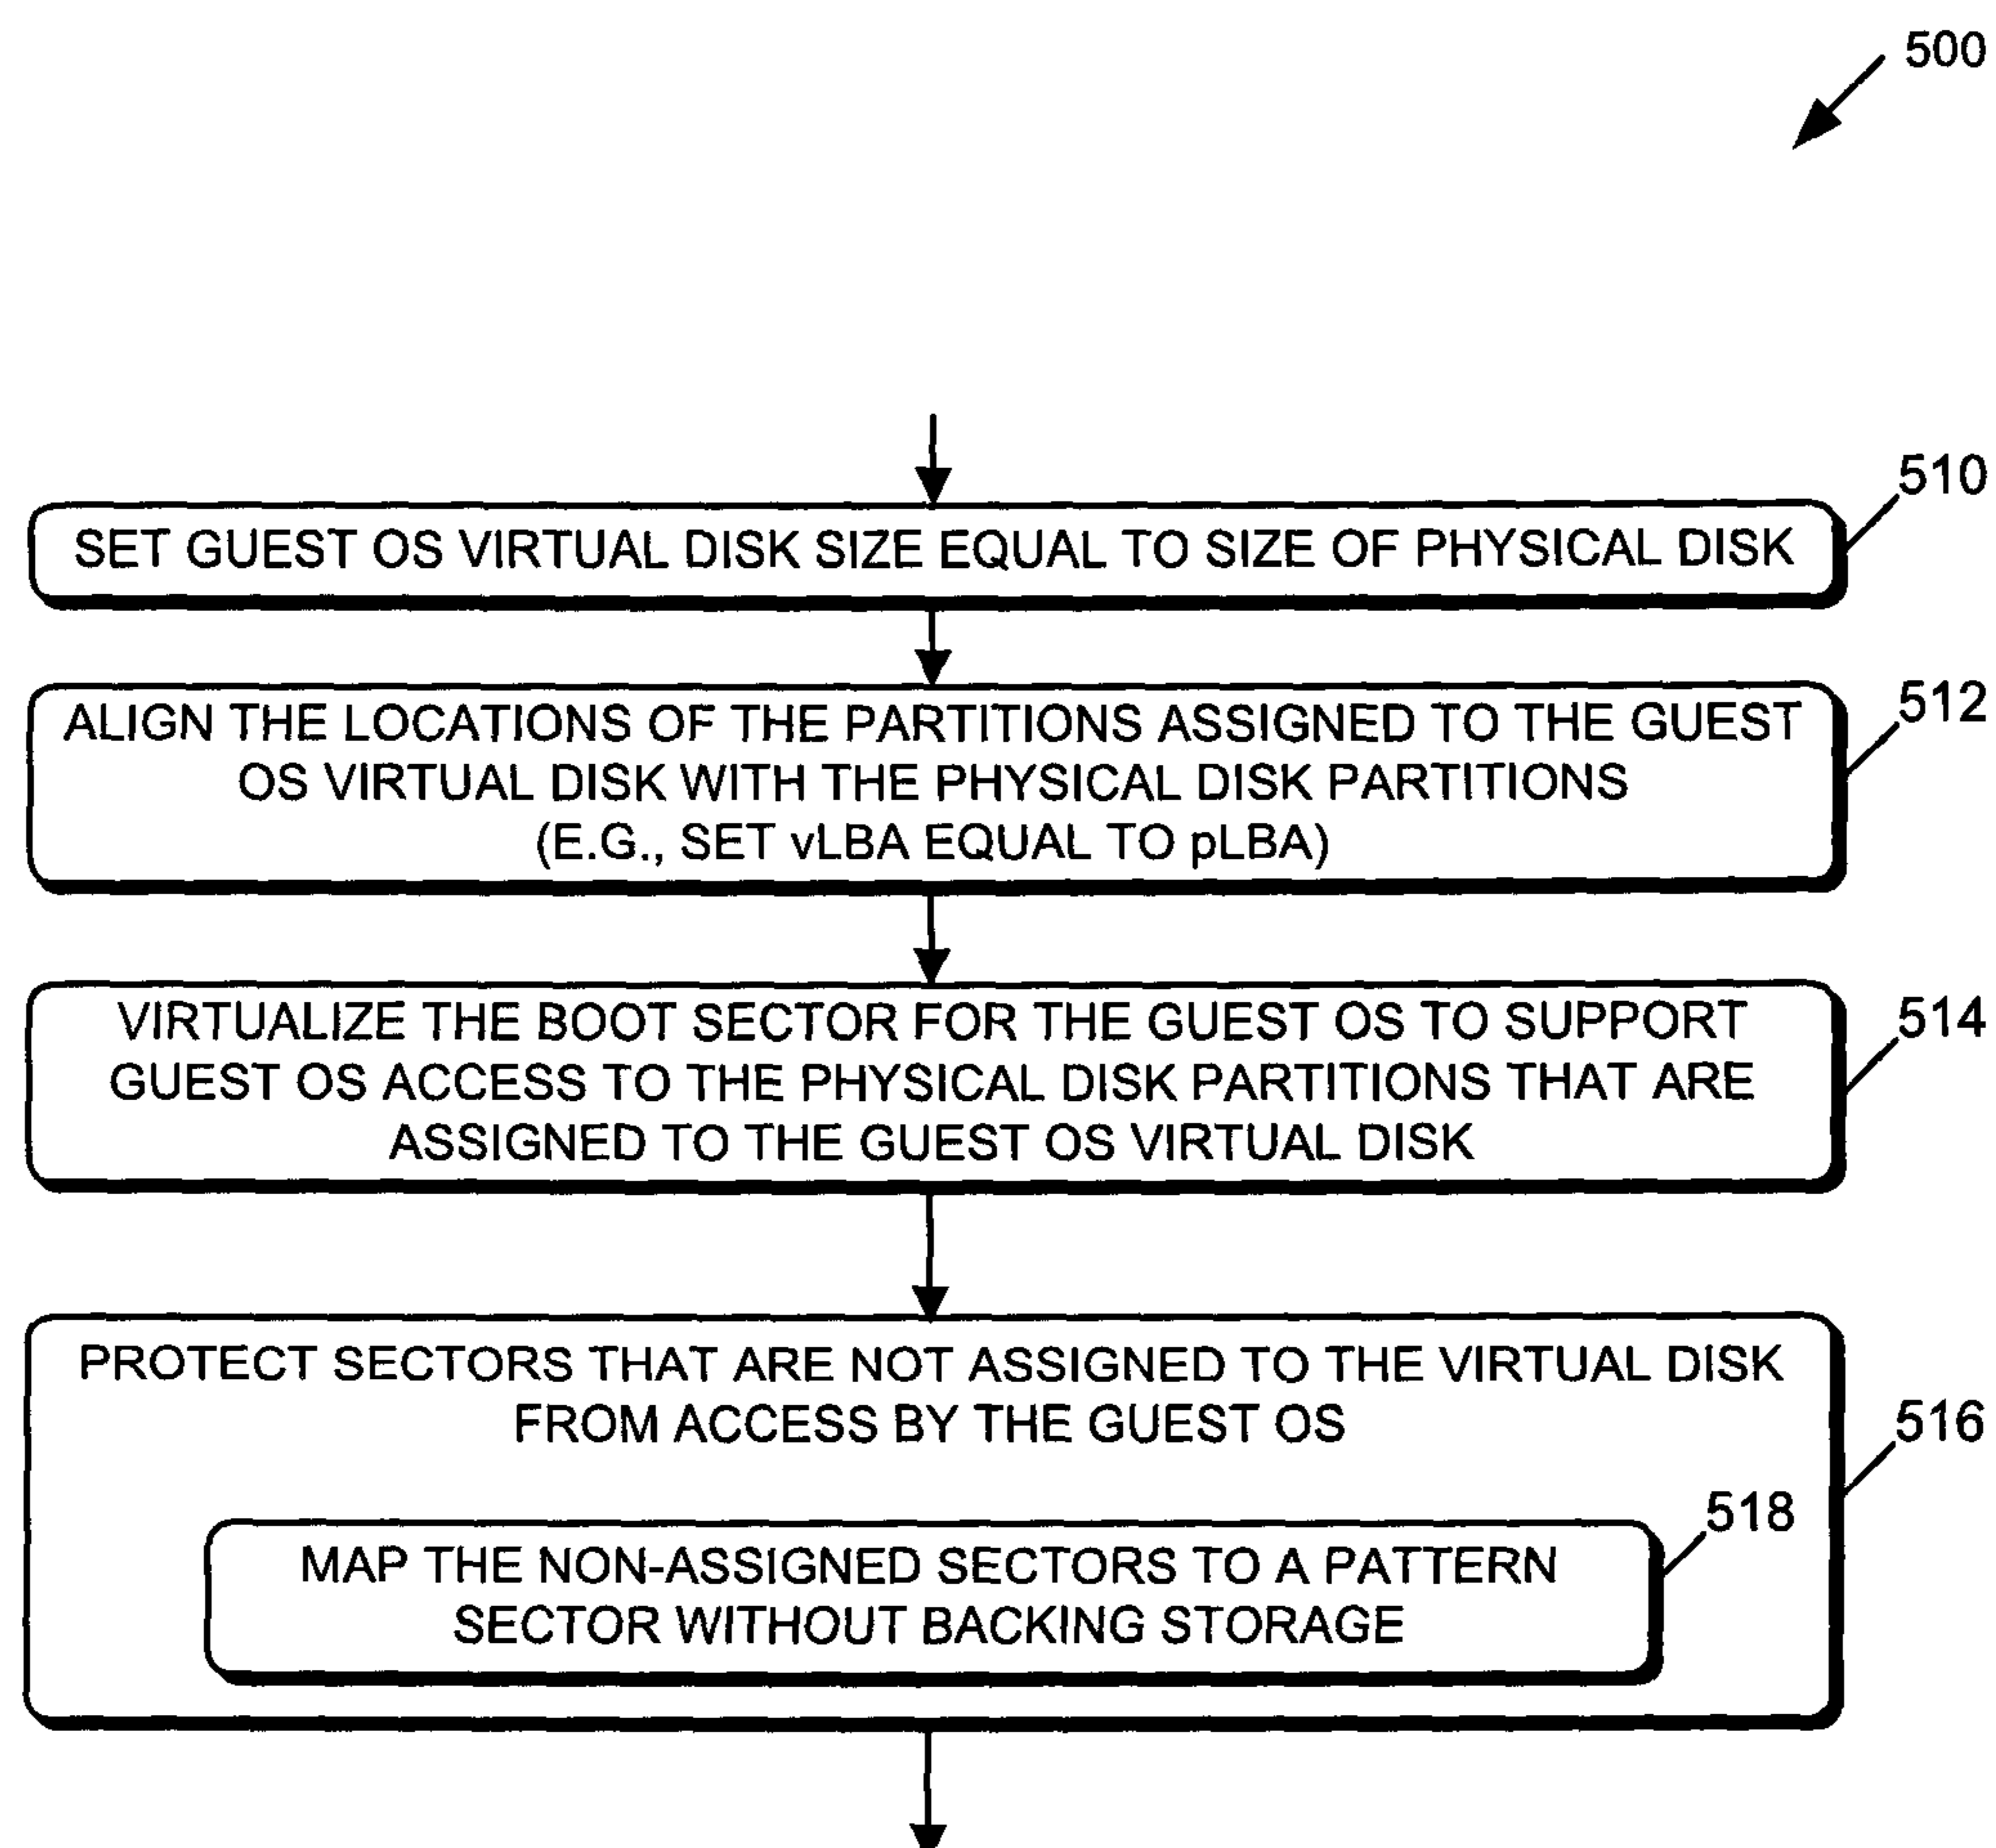 500
510
SET GUEST OS VIRTUAL DISK SIZE EQUAL TO SIZE OF PHYSICAL DISK
512
ALIGN THE LOCATIONS OF THE PARTITIONS ASSIGNED TO THE GUEST
OS VIRTUAL DISK WITH THE PHYSICAL DISK PARTITIONS
(E.G., SET vLBA EQUAL TO pLBA)
514
VIRTUALIZE THE BOOT SECTOR FOR THE GUEST OS TO SUPPORT
GUEST OS ACCESS TO THE PHYSICAL DISK PARTITIONS THAT ARE
ASSIGNED TO THE GUEST OS VIRTUAL DISK
PROTECT SECTORS THAT ARE NOT ASSIGNED TO THE VIRTUAL DISK
FROM ACCESS BY THE GUEST OS
516
518
MAP THE NON-ASSIGNED SECTORS TO A PATTERN
SECTOR WITHOUT BACKING STORAGE